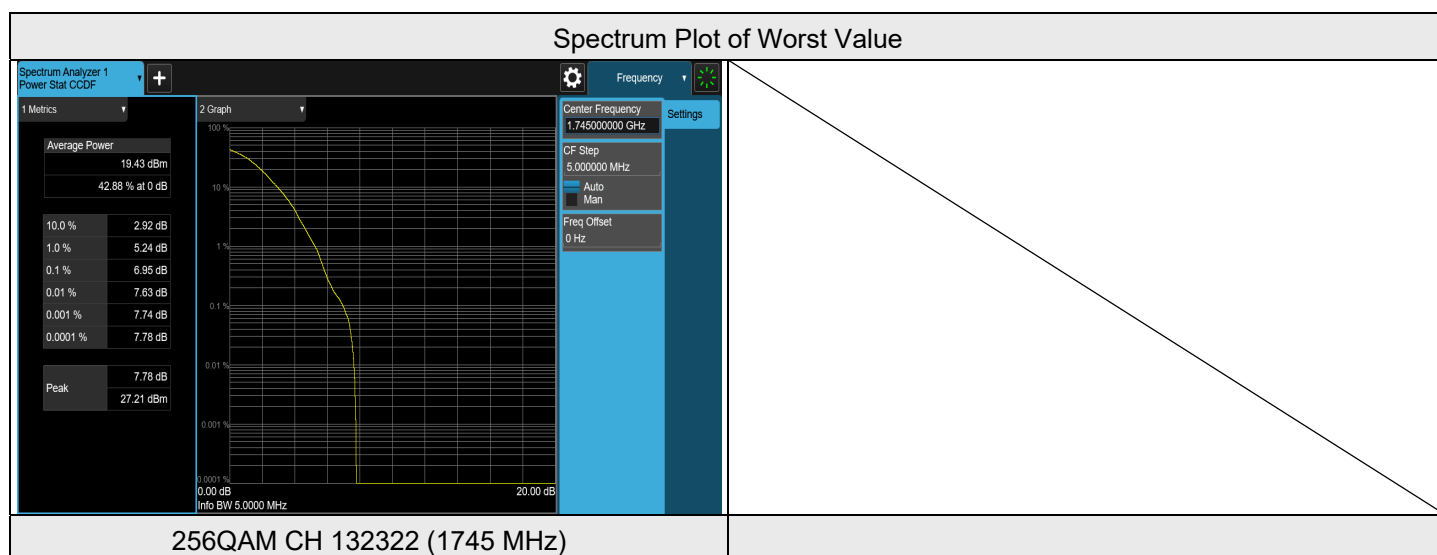 Spectrum Plot of Worst Value
Spectrum Analyzer 1
Power Stat CCDF
+
Frequency
1 Metrics
Average Power
19.43 dBm
42.88 % at 0 dB
10.0 % 2.92 dB
1.0 % 5.24 dB
0.1 % 6.95 dB
0.01 % 7.63 dB
0.001 % 7.74 dB
0.0001 % 7.78 dB
Peak 7.78 dB
27.21 dBm
2 Graph
100 %
10 %
1 %
0.1 %
0.01 %
0.001 %
0.0001 %
0.00 dB 20.00 dB
Info BW 5.0000 MHz
Center Frequency
1.745000000 GHz
CF Step
5.000000 MHz
Auto
Man
Freq Offset
0 Hz
Settings
256QAM CH 132322 (1745 MHz)